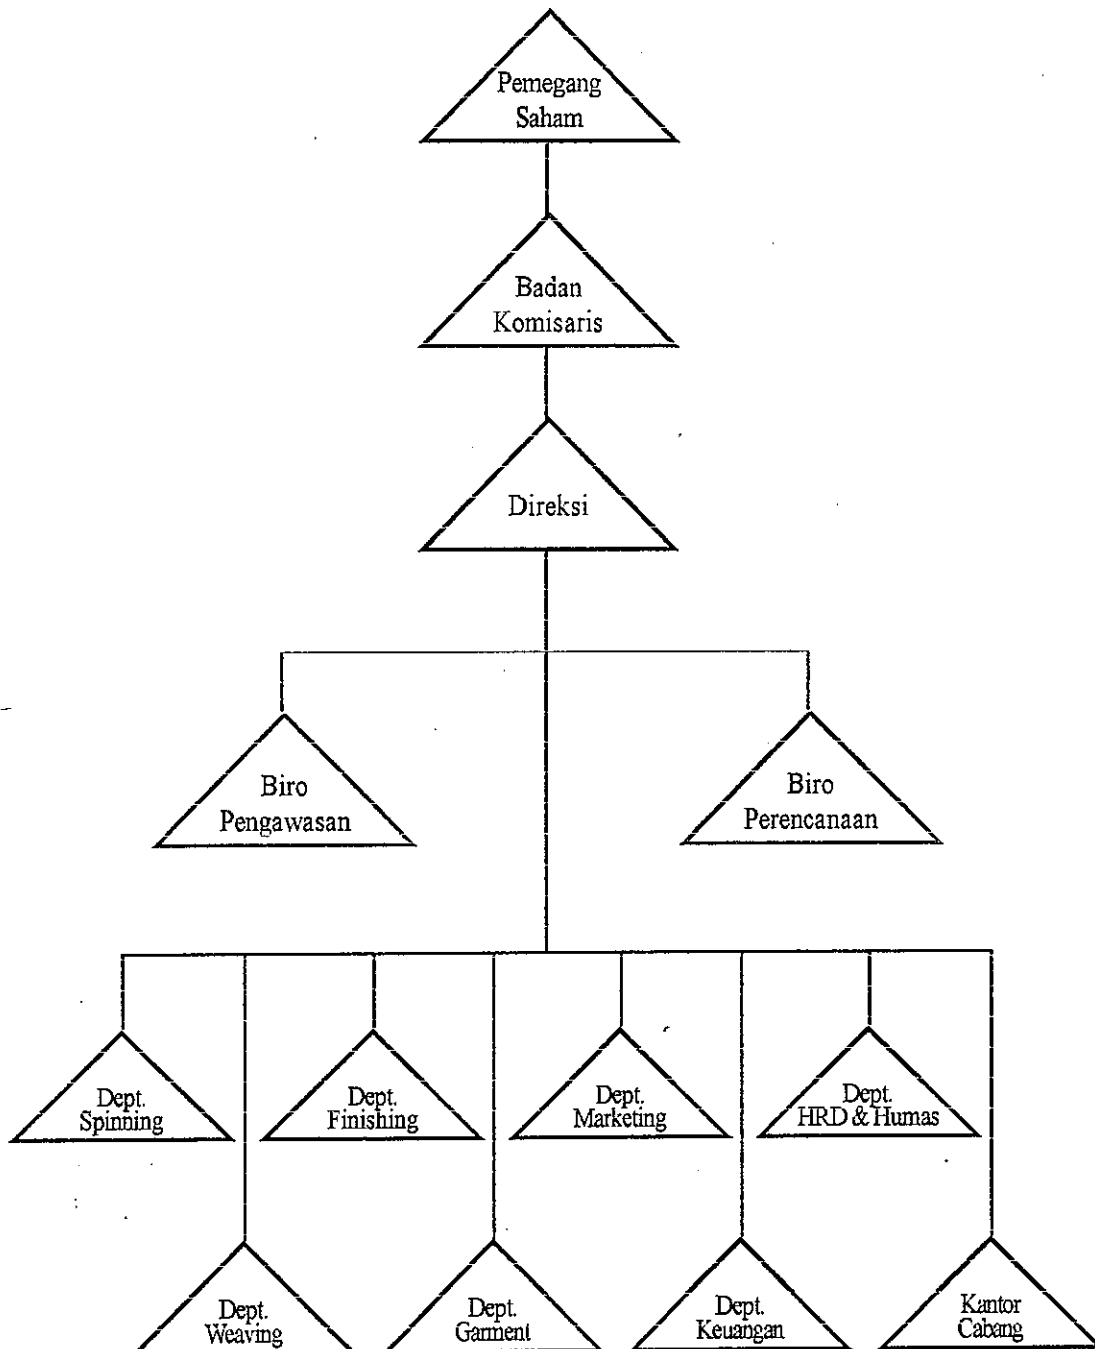 Pemegang
Saham
Badan
Komisaris
Direksi
Biro
Pengawasan
Biro
Perencanaan
Dept.
Spinning
Dept.
Finishing
Dept.
Marketing
Dept.
HRD & Humas
Dept.
Weaving
Dept.
Garment
Dept.
Keuangan
Kantor
Cabang